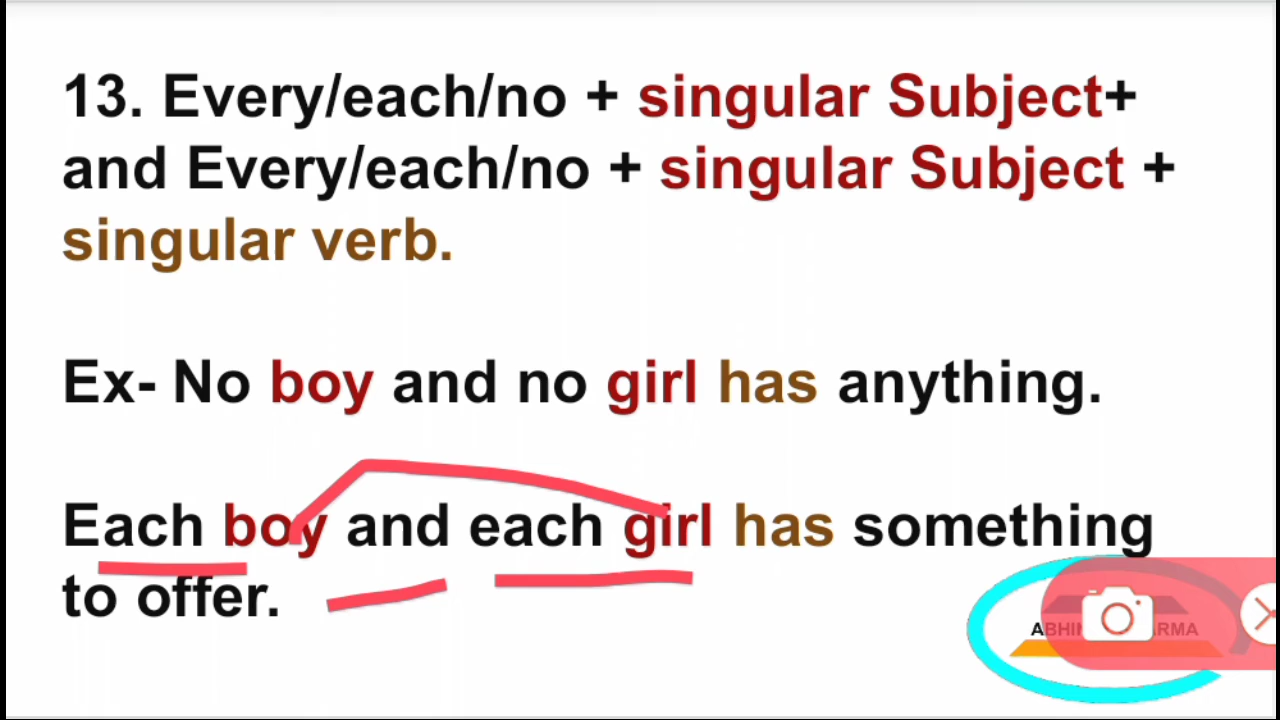 13. Every/each/no + singular Subject+
and Every/each/no + singular Subject +
singular verb.
Ex- No boy and no girl has anything.
Each boy and each girl has something
to offer.